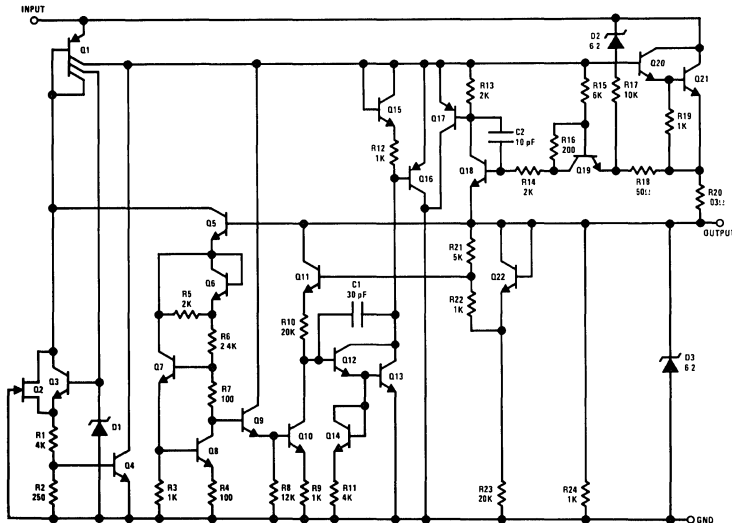 INPUT
Q1
D2
6 2
Q20
Q21
Q15
R13
2K
R15
6K
R17
10K
Q17
R12
1K
C2
10 pF
R16
200
R19
1K
Q16
Q18
R14
2K
Q19
R18
50Ω
R20
03Ω
OUTPUT
Q5
Q6
Q11
R21
5K
Q22
R5
2K
C1
30 pF
R22
1K
R6
2 4K
R10
20K
Q7
Q12
D3
6 2
Q2
Q3
R7
100
Q13
R1
4K
D1
Q9
Q10
Q14
Q4
Q8
R2
250
R3
1K
R4
100
R8
12K
R9
1K
R11
4K
R23
20K
R24
1K
GND